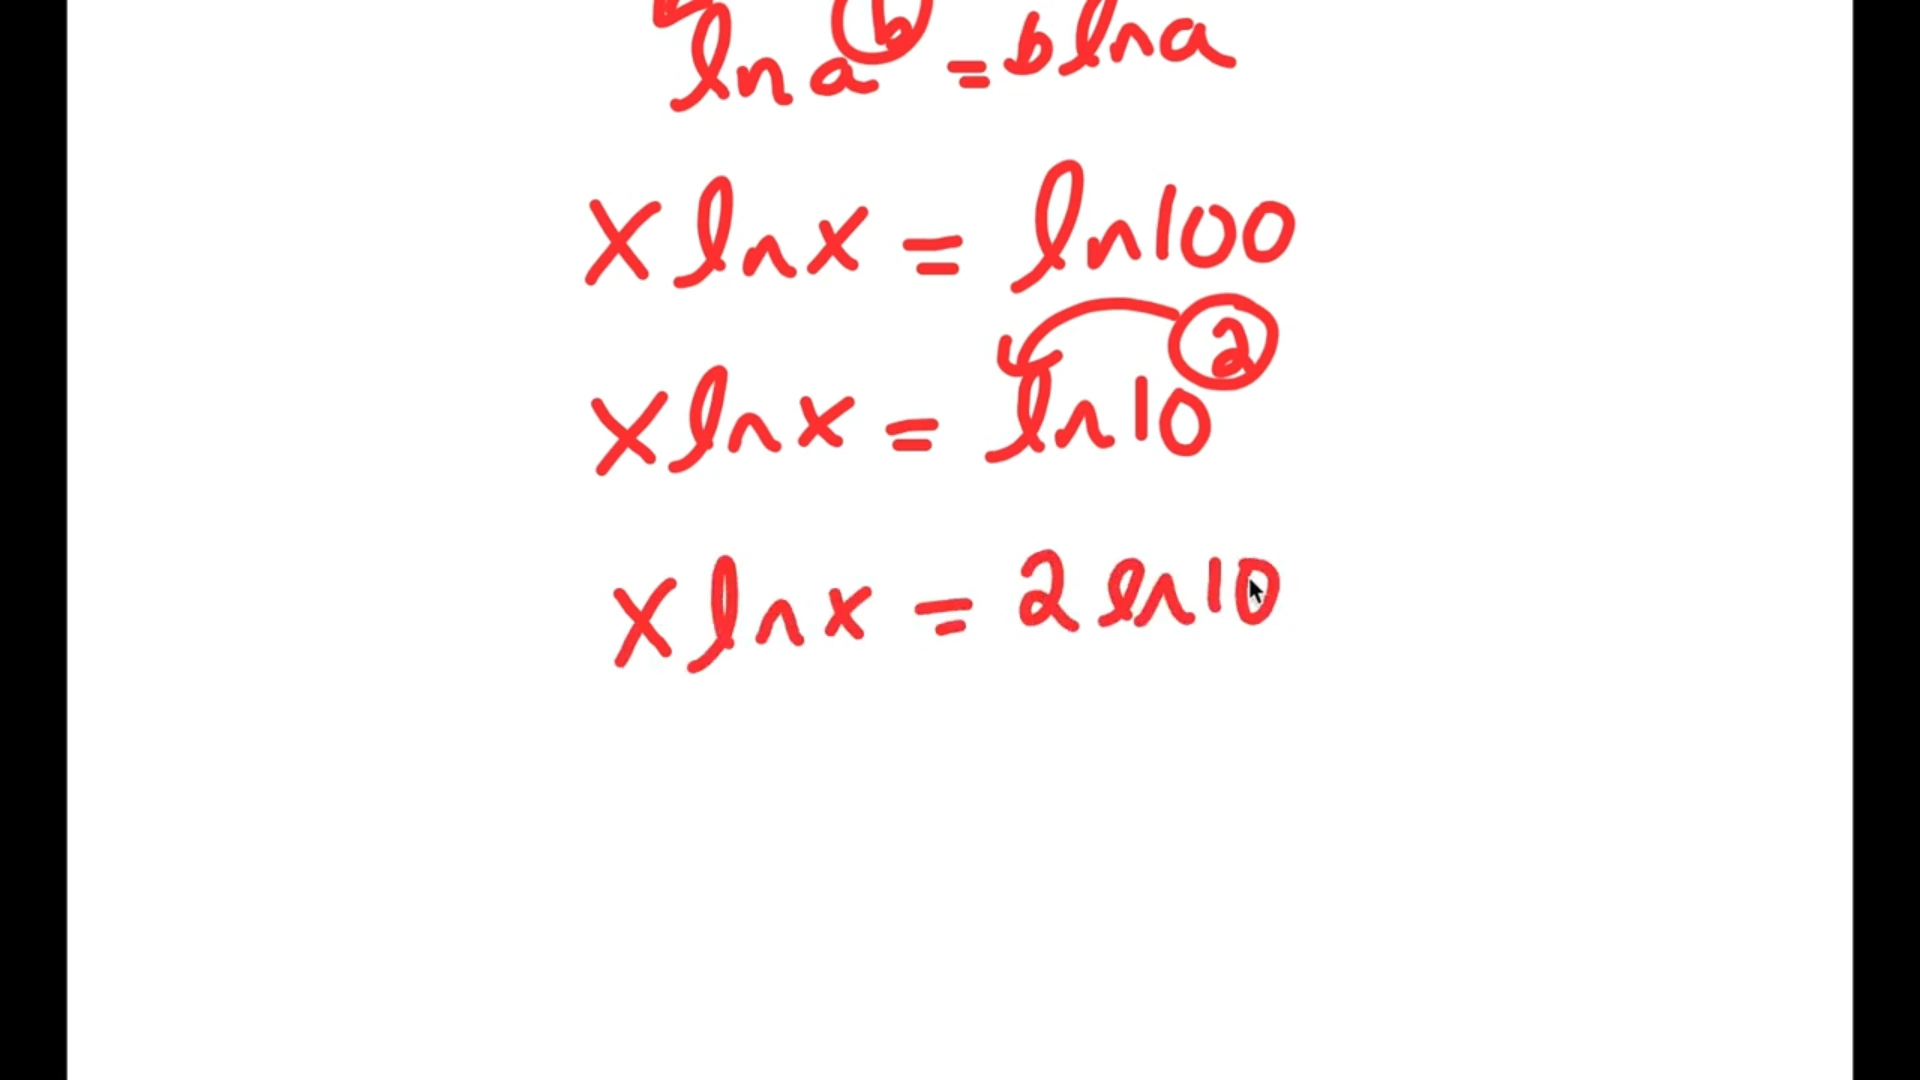 ln a^b = b ln a
x ln x = ln 100
x ln x = ln 10^2
x ln x = 2 ln 10